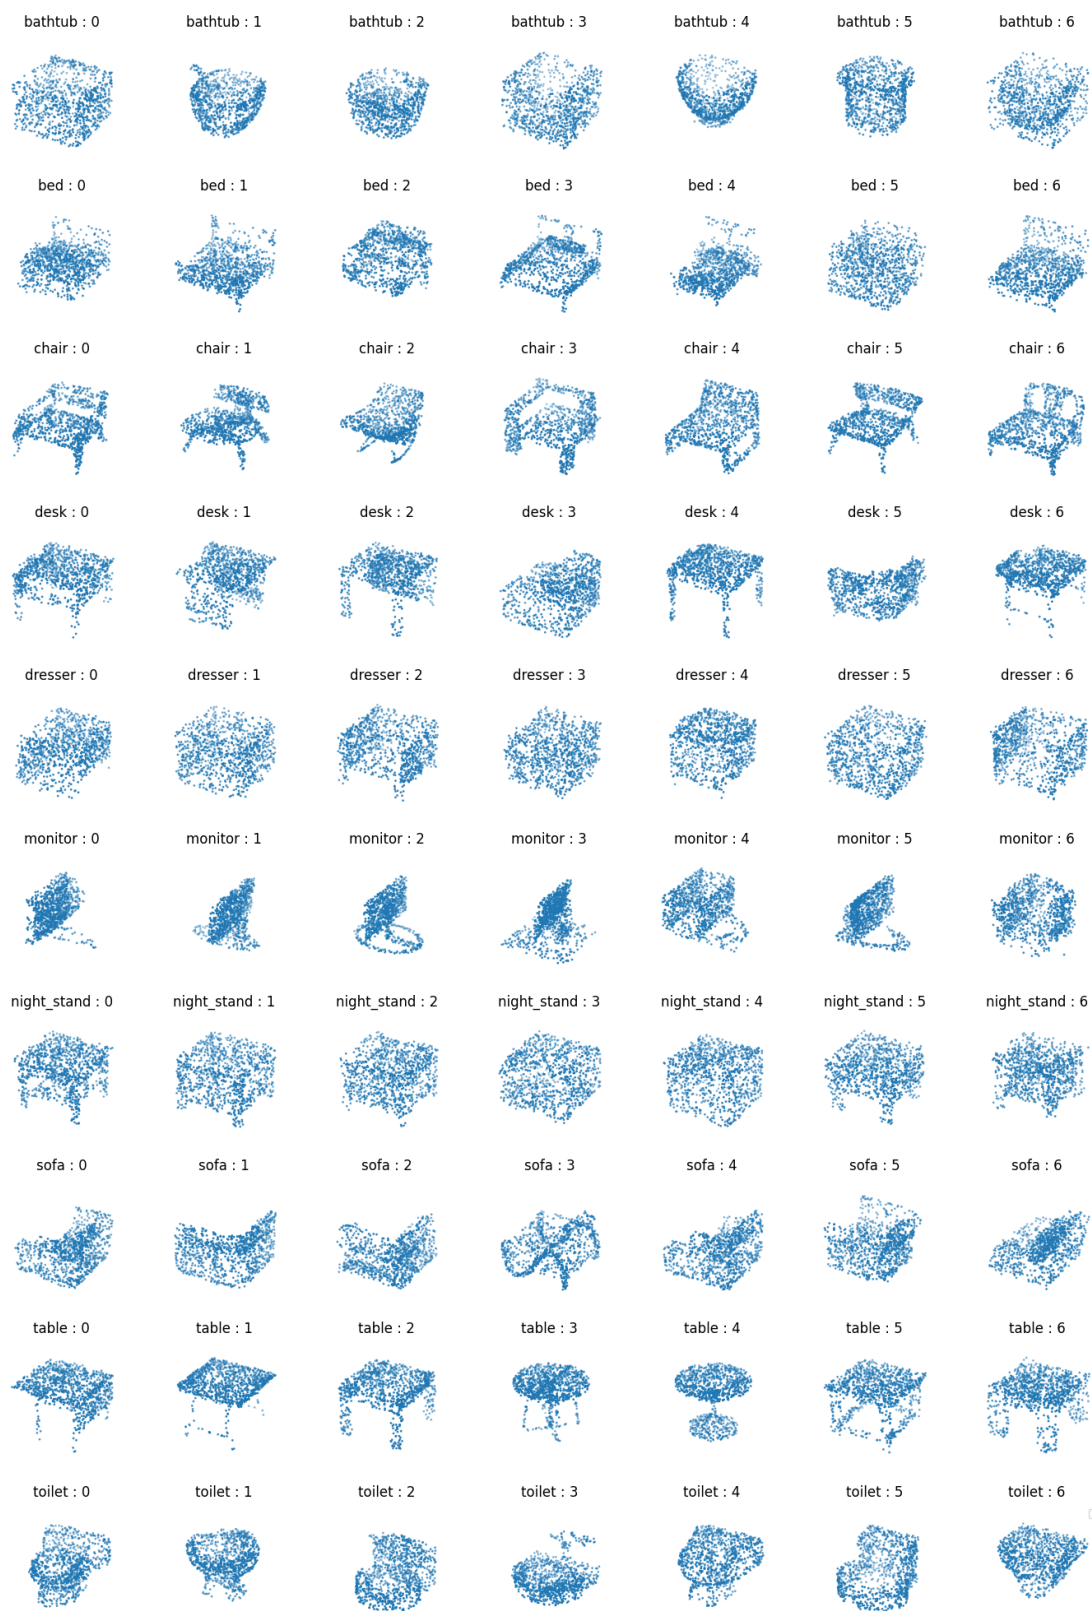 bathtub : 0 bathtub : 1 bathtub : 2 bathtub : 3 bathtub : 4 bathtub : 5 bathtub : 6
bed : 0 bed : 1 bed : 2 bed : 3 bed : 4 bed : 5 bed : 6
chair : 0 chair : 1 chair : 2 chair : 3 chair : 4 chair : 5 chair : 6
desk : 0 desk : 1 desk : 2 desk : 3 desk : 4 desk : 5 desk : 6
dresser : 0 dresser : 1 dresser : 2 dresser : 3 dresser : 4 dresser : 5 dresser : 6
monitor : 0 monitor : 1 monitor : 2 monitor : 3 monitor : 4 monitor : 5 monitor : 6
night_stand : 0 night_stand : 1 night_stand : 2 night_stand : 3 night_stand : 4 night_stand : 5 night_stand : 6
sofa : 0 sofa : 1 sofa : 2 sofa : 3 sofa : 4 sofa : 5 sofa : 6
table : 0 table : 1 table : 2 table : 3 table : 4 table : 5 table : 6
toilet : 0 toilet : 1 toilet : 2 toilet : 3 toilet : 4 toilet : 5 toilet : 6